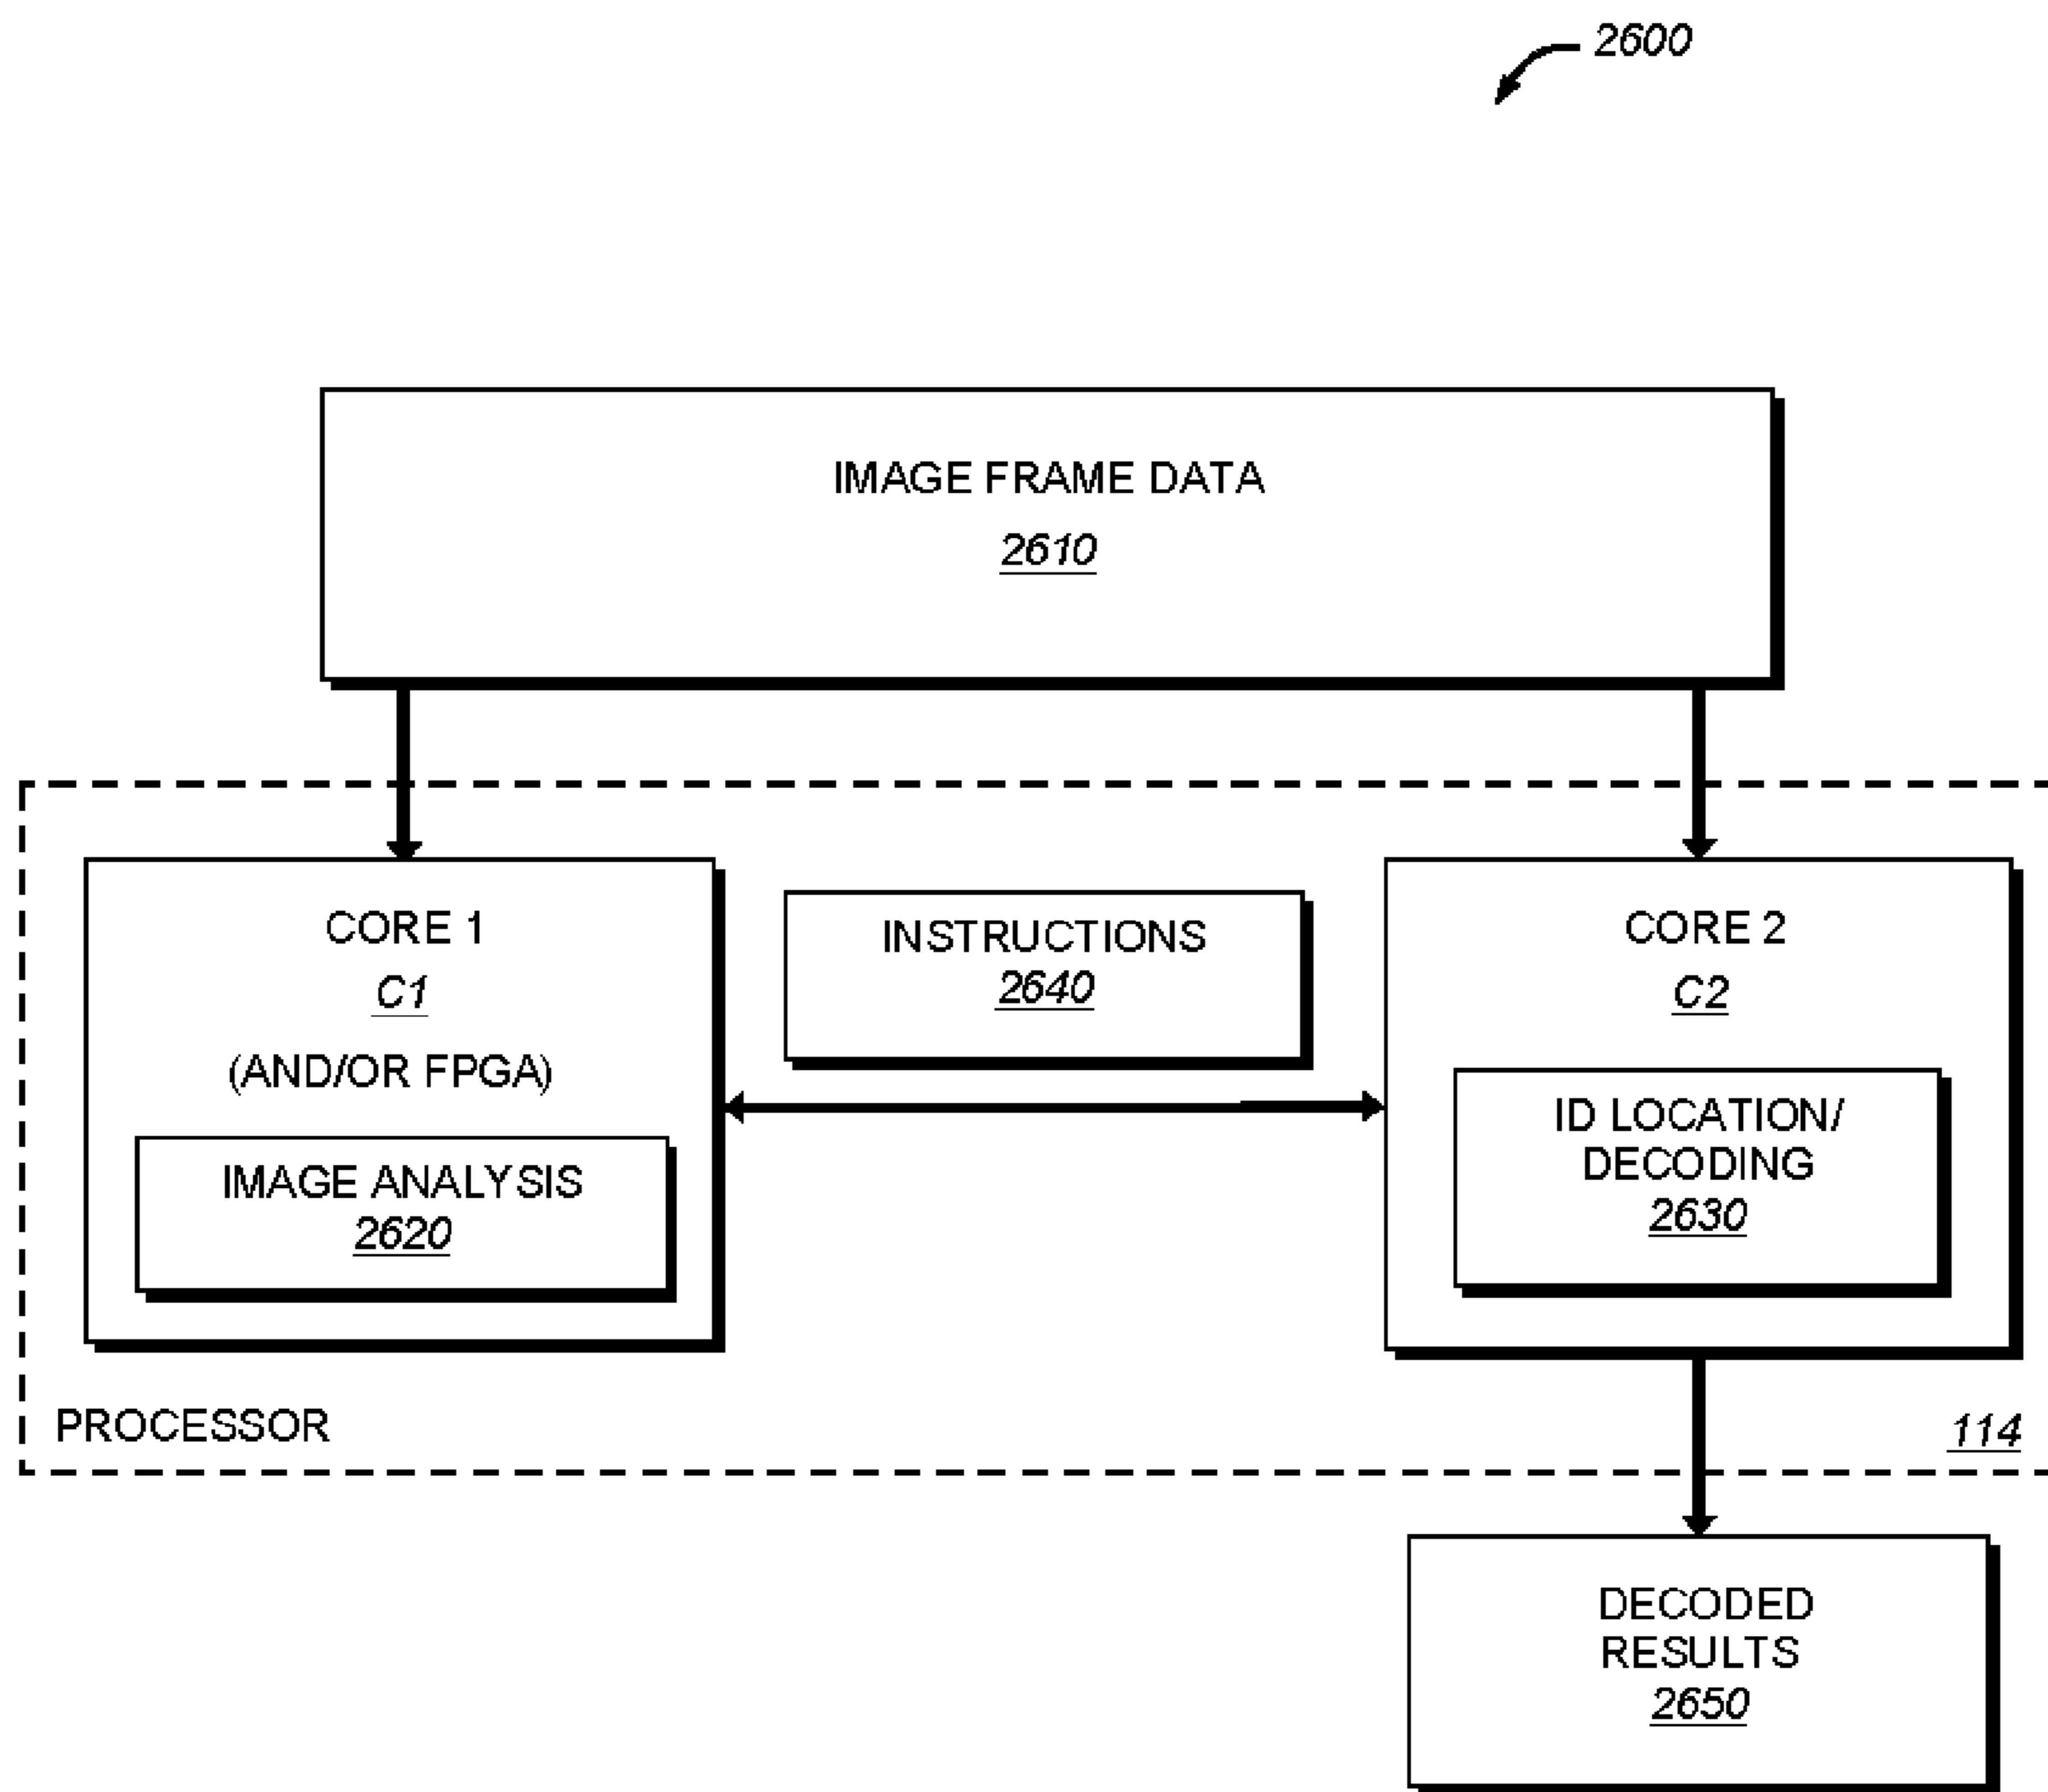 2600
IMAGE FRAME DATA
2610
CORE 1
C1
(AND/OR FPGA)
IMAGE ANALYSIS
2620
INSTRUCTIONS
2640
CORE 2
C2
ID LOCATION/
DECODING
2630
PROCESSOR
114
DECODED
RESULTS
2650